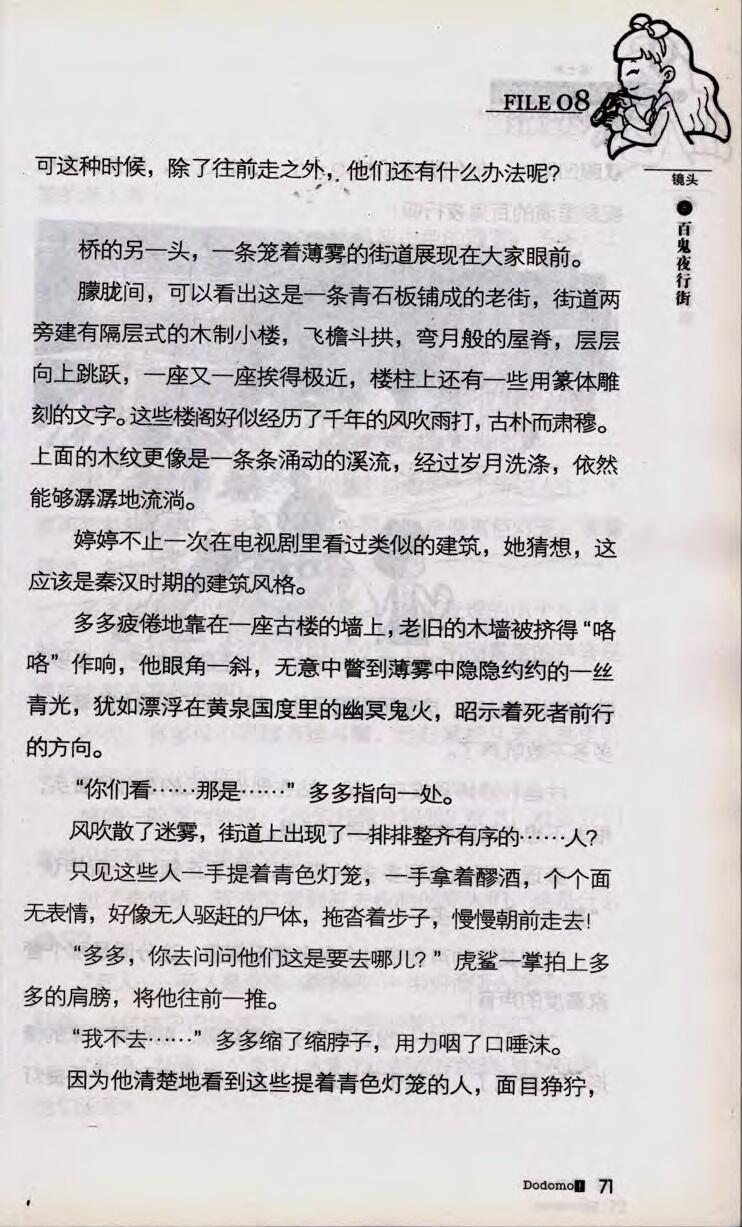 FILE 08
镜头
百鬼夜行街
可这种时候，除了往前走之外，他们还有什么办法呢？
桥的另一头，一条笼着薄雾的街道展现在大家眼前。
朦胧间，可以看出这是一条青石板铺成的老街，街道两
旁建有隔层式的木制小楼，飞檐斗拱，弯月般的屋脊，层层
向上跳跃，一座又一座挨得极近，楼柱上还有一些用篆体雕
刻的文字。这些楼阁好似经历了千年的风吹雨打，古朴而肃穆。
上面的木纹更像是一条条涌动的溪流，经过岁月洗涤，依然
能够潺潺地流淌。
婷婷不止一次在电视剧里看过类似的建筑，她猜想，这
应该是秦汉时期的建筑风格。
多多疲倦地靠在一座古楼的墙上，老旧的木墙被挤得“咯
咯”作响，他眼角一斜，无意中瞥到薄雾中隐隐约约的一丝
青光，犹如漂浮在黄泉国度里的幽冥鬼火，昭示着死者前行
的方向。
“你们看……那是……”多多指向一处。
风吹散了迷雾，街道上出现了一排排整齐有序的……人？
只见这些人一手提着青色灯笼，一手拿着醪酒，个个面
无表情，好像无人驱赶的尸体，拖沓着步子，慢慢朝前走去！
“多多，你去问问他们这是要去哪儿？”虎鲨一掌拍上多
多的肩膀，将他往前一推。
“我不去……”多多缩了缩脖子，用力咽了口唾沫。
因为他清楚地看到这些提着青色灯笼的人，面目狰狞，
Dodomo! 71